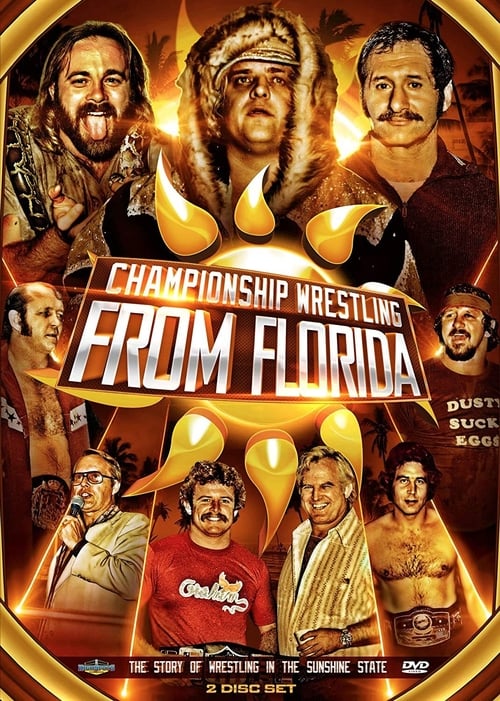 CHAMPIONSHIP WRESTLING
FROM FLORIDA
DUSTY
SUCK
EGGS
Graham
THE STORY OF WRESTLING IN THE SUNSHINE STATE
DVD
2 DISC SET